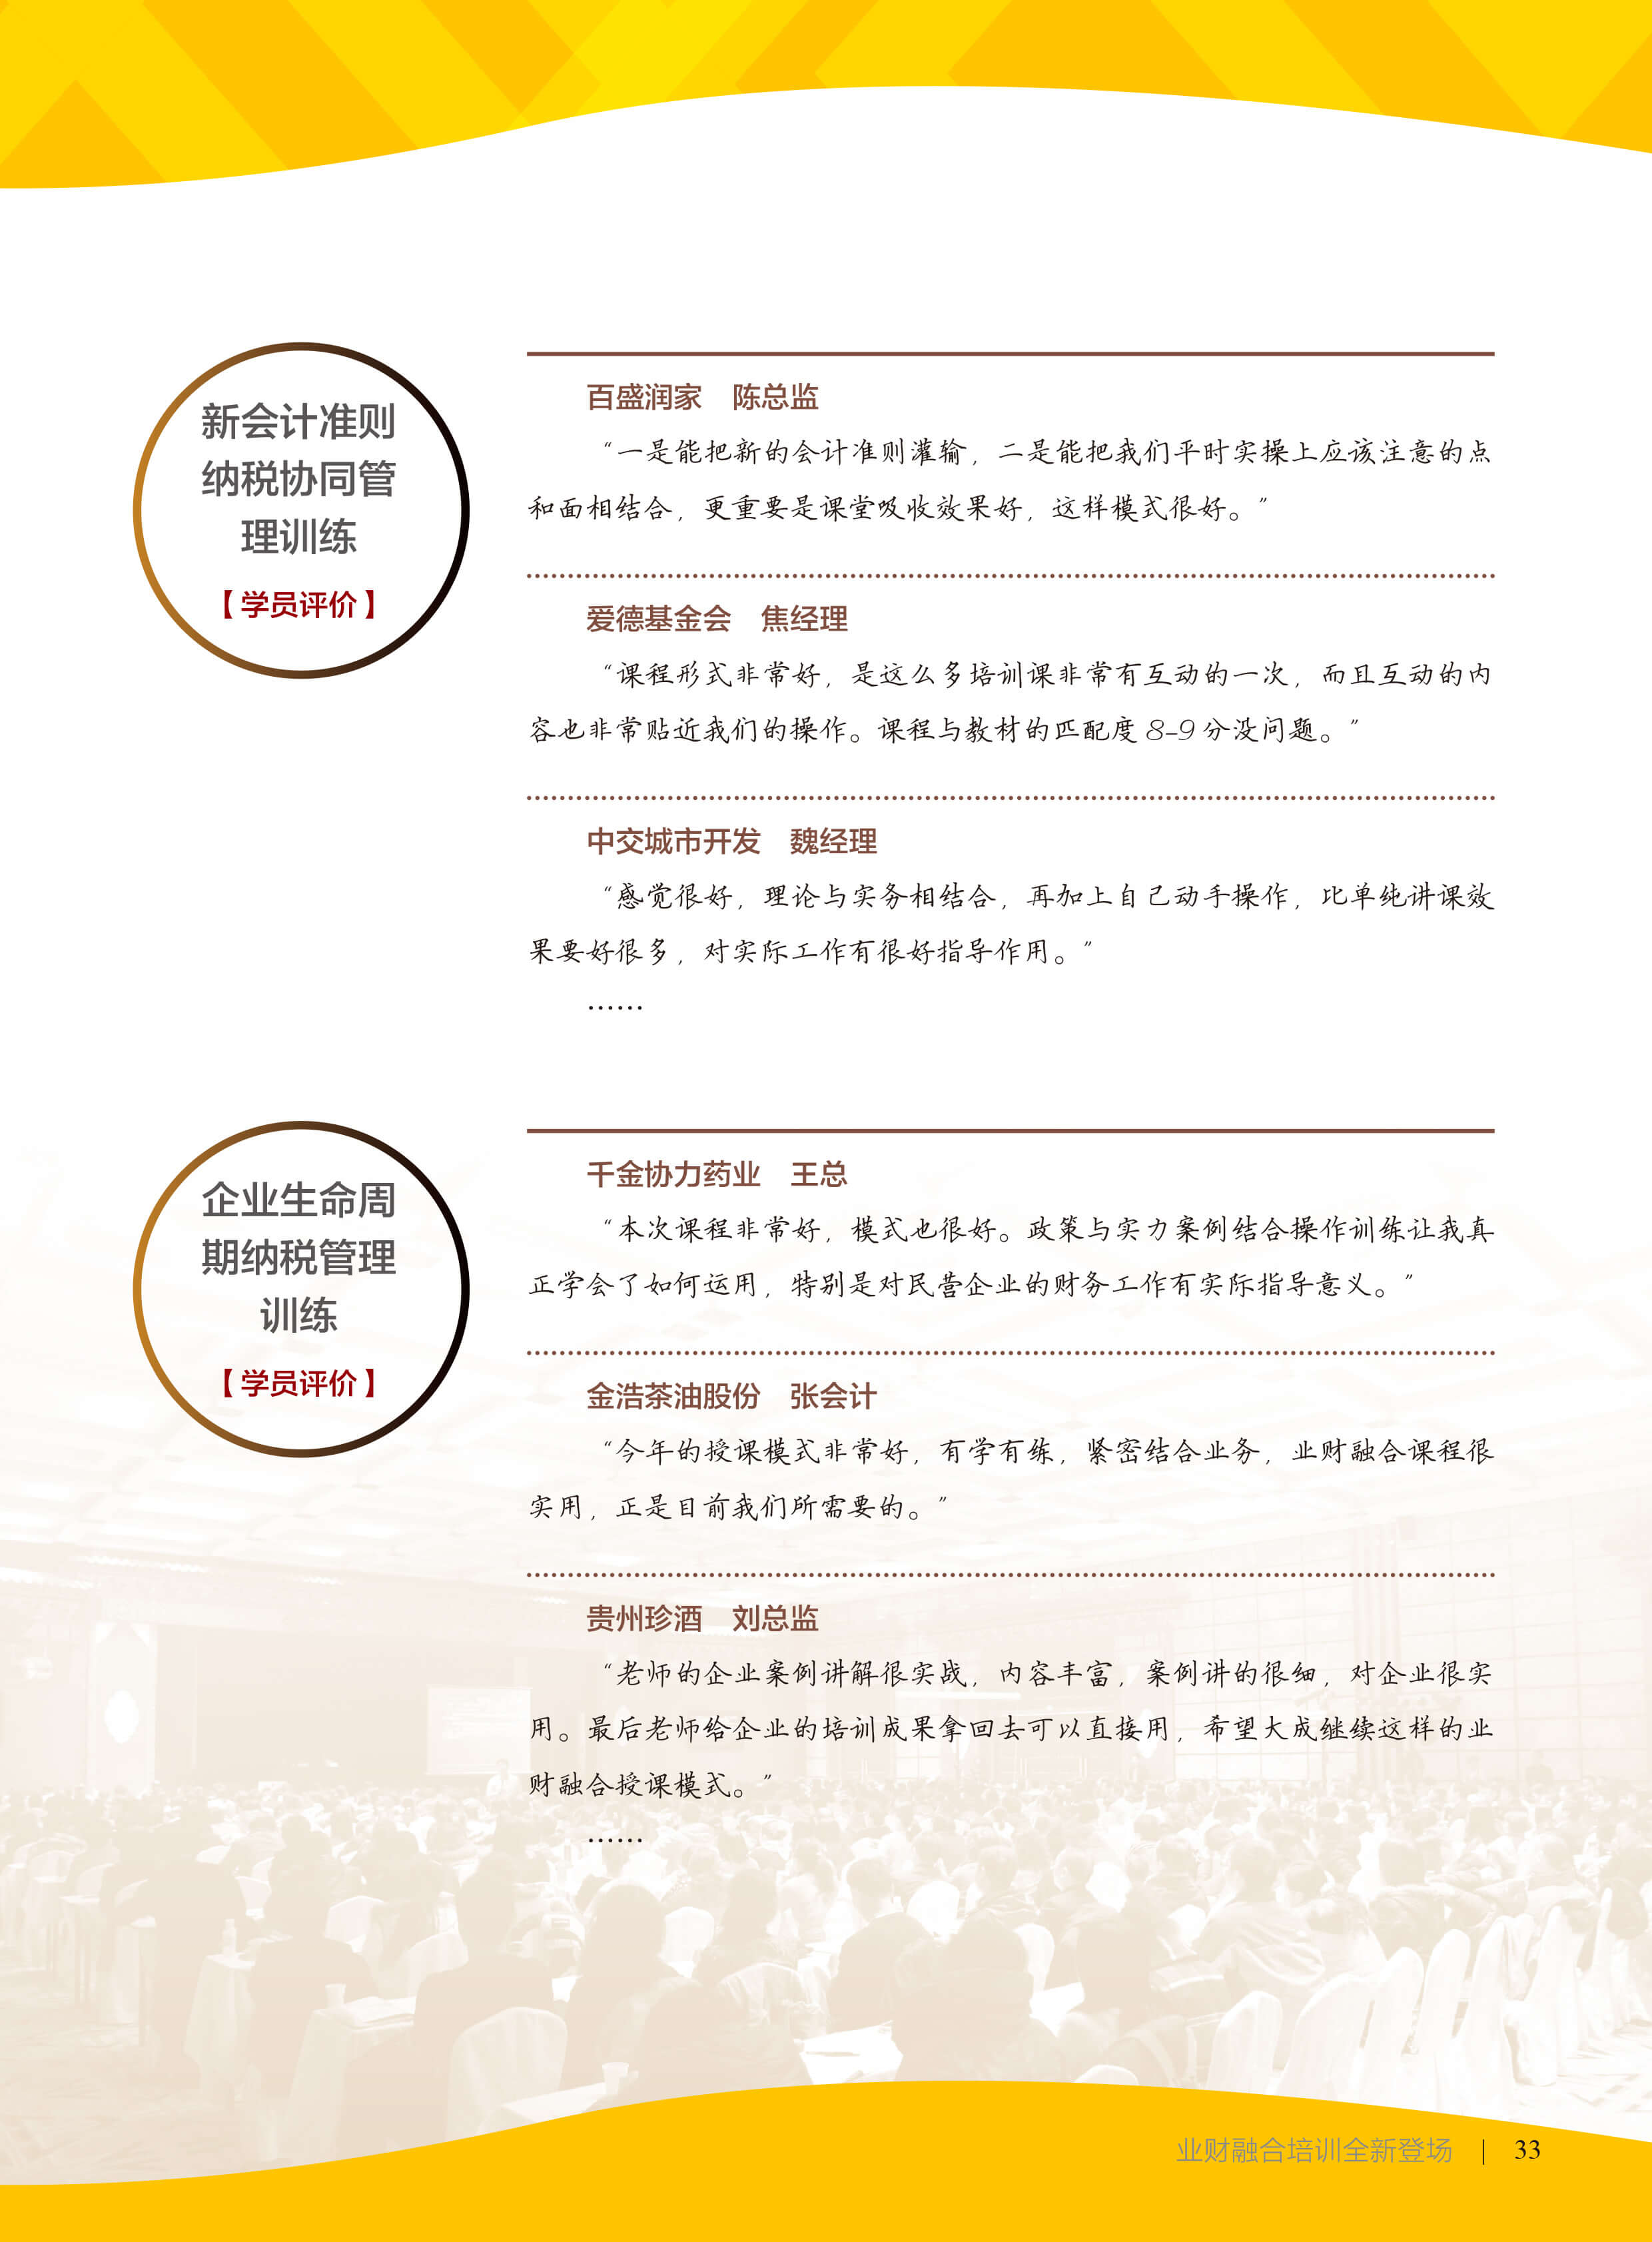 新会计准则
纳税协同管
理训练
【学员评价】
百盛润家　陈总监
“一是能把新的会计准则灌输，二是能把我们平时实操上应该注意的点
和面相结合，更重要是课堂吸收效果好，这样模式很好。”
爱德基金会　焦经理
“课程形式非常好，是这么多培训课非常有互动的一次，而且互动的内
容也非常贴近我们的操作。课程与教材的匹配度 8-9 分没问题。”
中交城市开发　魏经理
“感觉很好，理论与实务相结合，再加上自己动手操作，比单纯讲课效
果要好很多，对实际工作有很好指导作用。”
……
企业生命周
期纳税管理
训练
【学员评价】
千金协力药业　王总
“本次课程非常好，模式也很好。政策与实力案例结合操作训练让我真
正学会了如何运用，特别是对民营企业的财务工作有实际指导意义。”
金浩茶油股份　张会计
“今年的授课模式非常好，有学有练，紧密结合业务，业财融合课程很
实用，正是目前我们所需要的。”
贵州珍酒　刘总监
“老师的企业案例讲解很实战，内容丰富，案例讲的很细，对企业很实
用。最后老师给企业的培训成果拿回去可以直接用，希望大成继续这样的业
财融合授课模式。”
……
业财融合培训全新登场 | 33